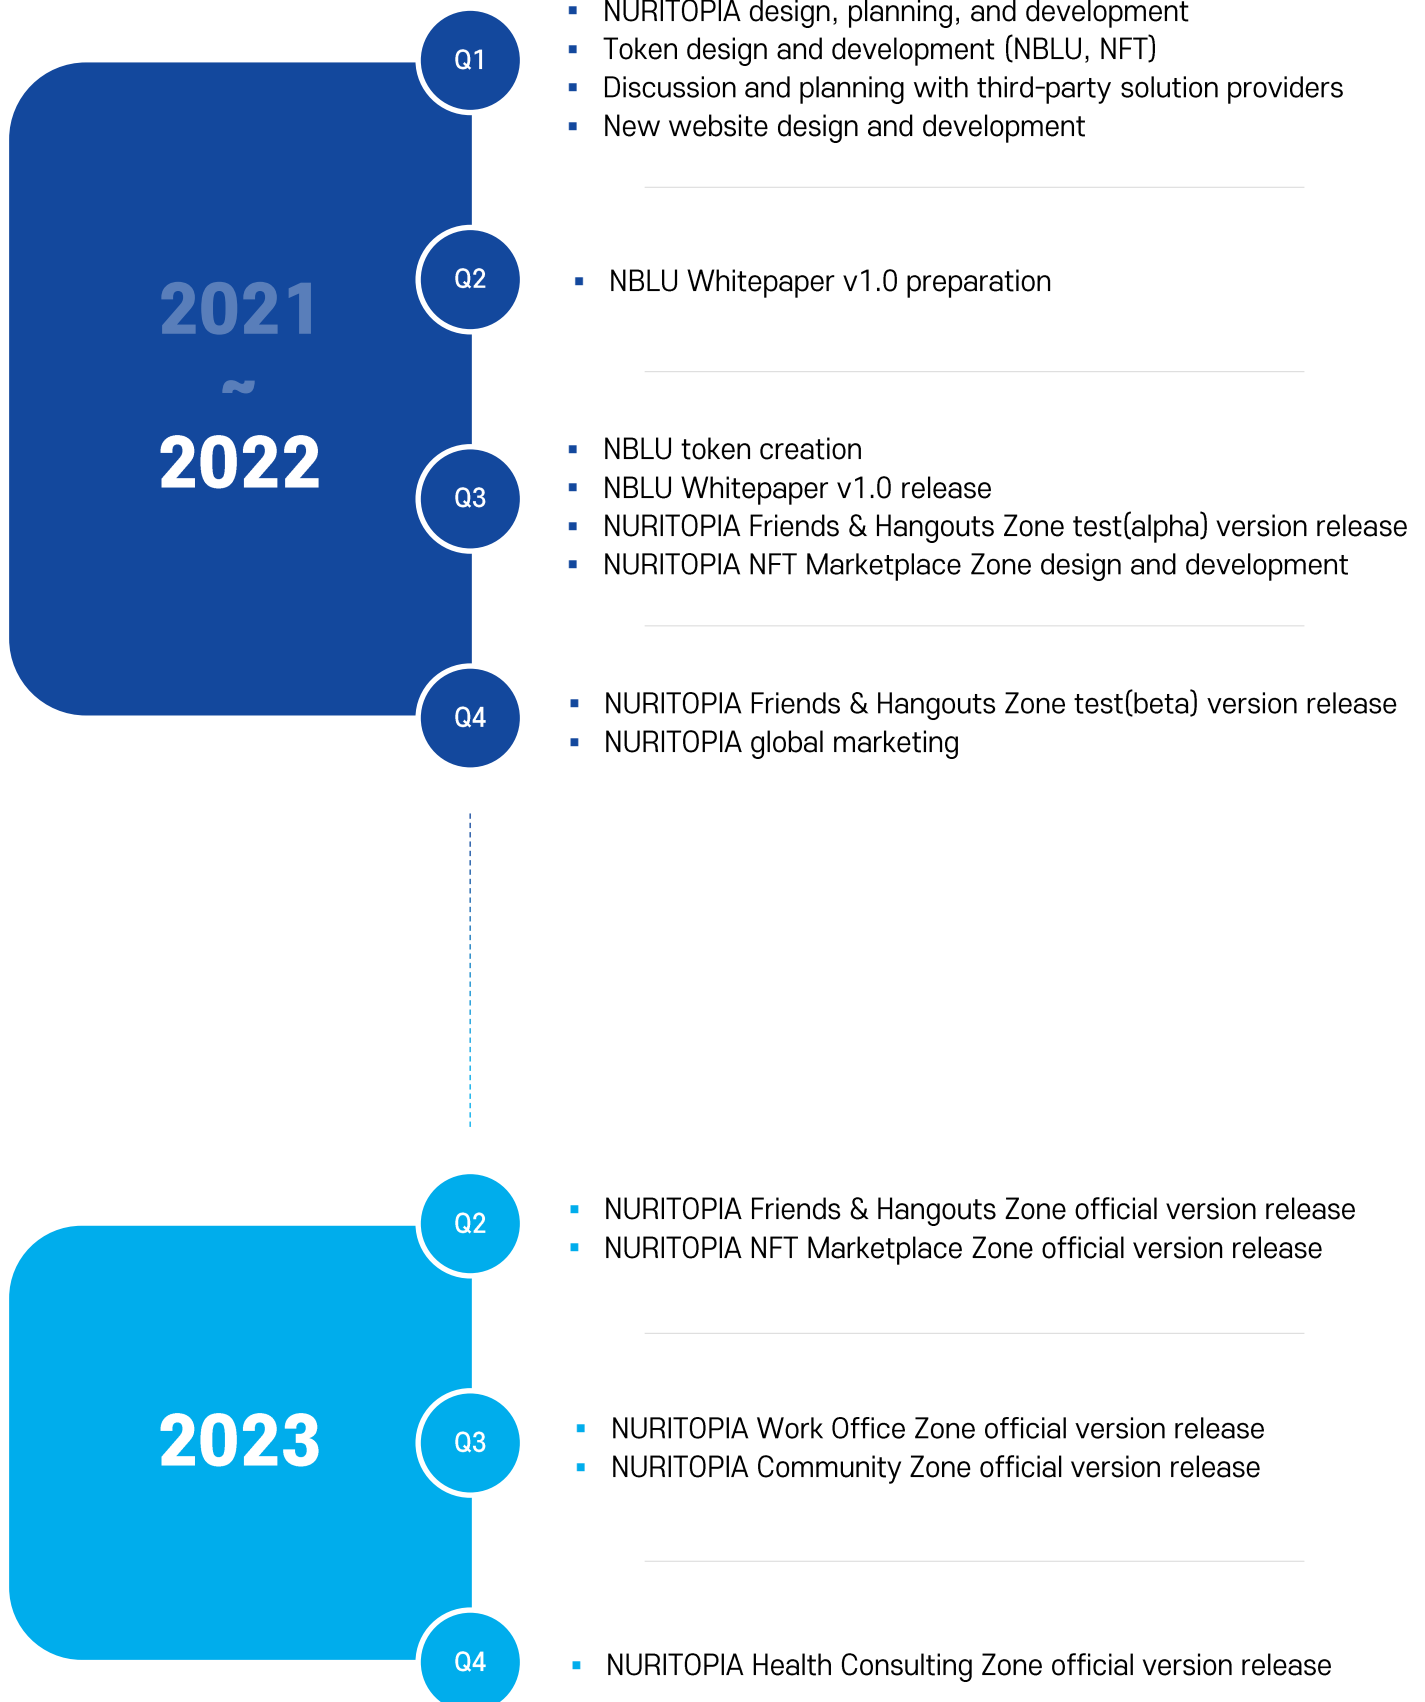 Q1
▪ NURITOPIA design, planning, and development
▪ Token design and development (NBLU, NFT)
▪ Discussion and planning with third-party solution providers
▪ New website design and development
2021
~
2022
Q2
▪ NBLU Whitepaper v1.0 preparation
Q3
▪ NBLU token creation
▪ NBLU Whitepaper v1.0 release
▪ NURITOPIA Friends & Hangouts Zone test(alpha) version release
▪ NURITOPIA NFT Marketplace Zone design and development
Q4
▪ NURITOPIA Friends & Hangouts Zone test(beta) version release
▪ NURITOPIA global marketing
2023
Q2
▪ NURITOPIA Friends & Hangouts Zone official version release
▪ NURITOPIA NFT Marketplace Zone official version release
Q3
▪ NURITOPIA Work Office Zone official version release
▪ NURITOPIA Community Zone official version release
Q4
▪ NURITOPIA Health Consulting Zone official version release